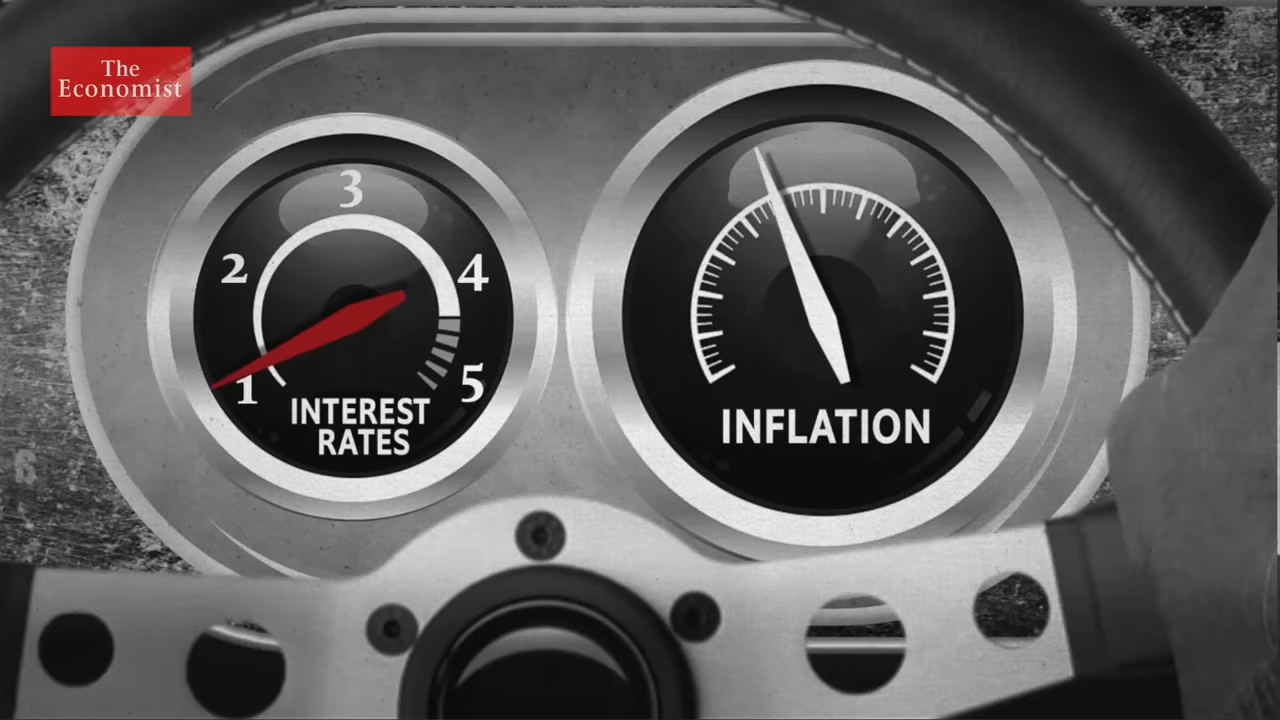 The
Economist
3
2
4
1
5
INTEREST
RATES
INFLATION